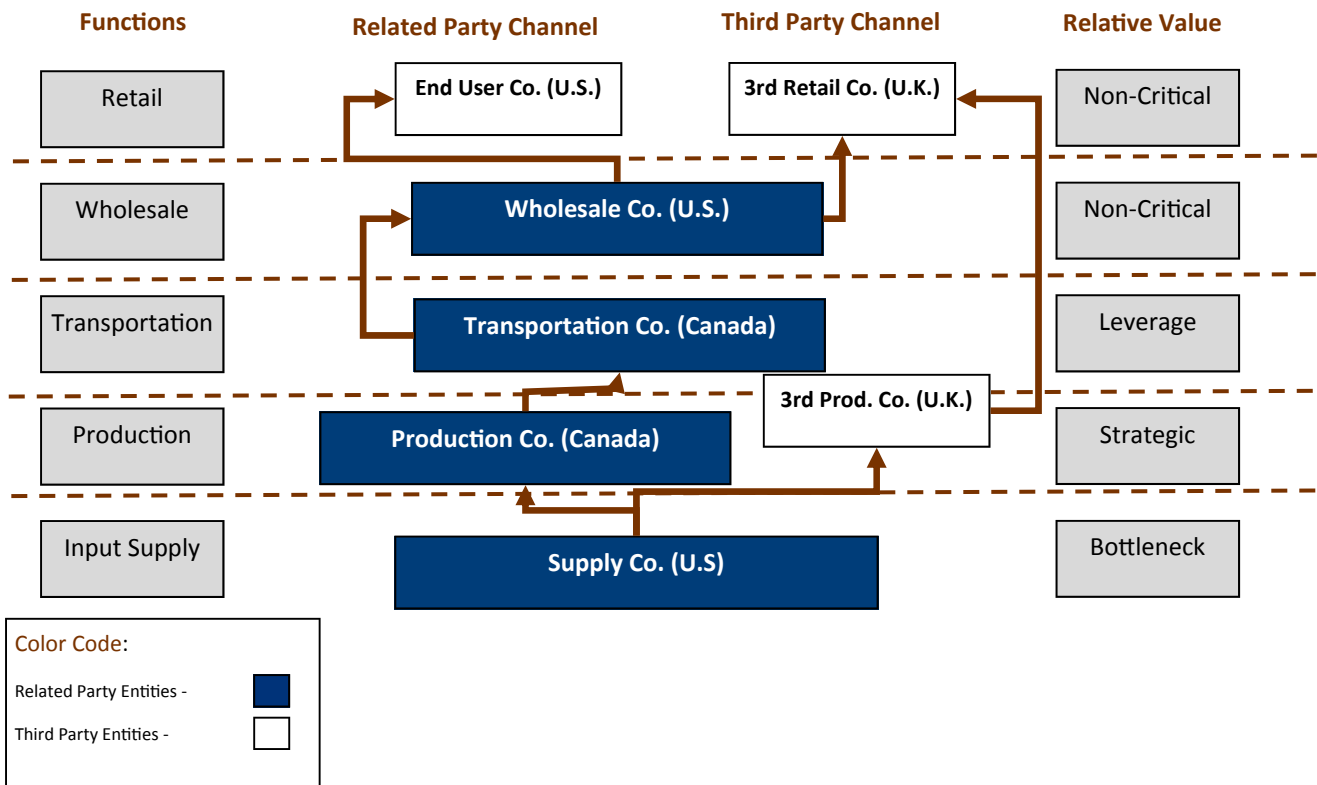 Functions
Related Party Channel
Third Party Channel
Relative Value
Retail
End User Co. (U.S.)
3rd Retail Co. (U.K.)
Non-Critical
Wholesale
Wholesale Co. (U.S.)
Non-Critical
Transportation
Transportation Co. (Canada)
Leverage
3rd Prod. Co. (U.K.)
Production
Production Co. (Canada)
Strategic
Input Supply
Supply Co. (U.S)
Bottleneck
Color Code:
Related Party Entities -
Third Party Entities -